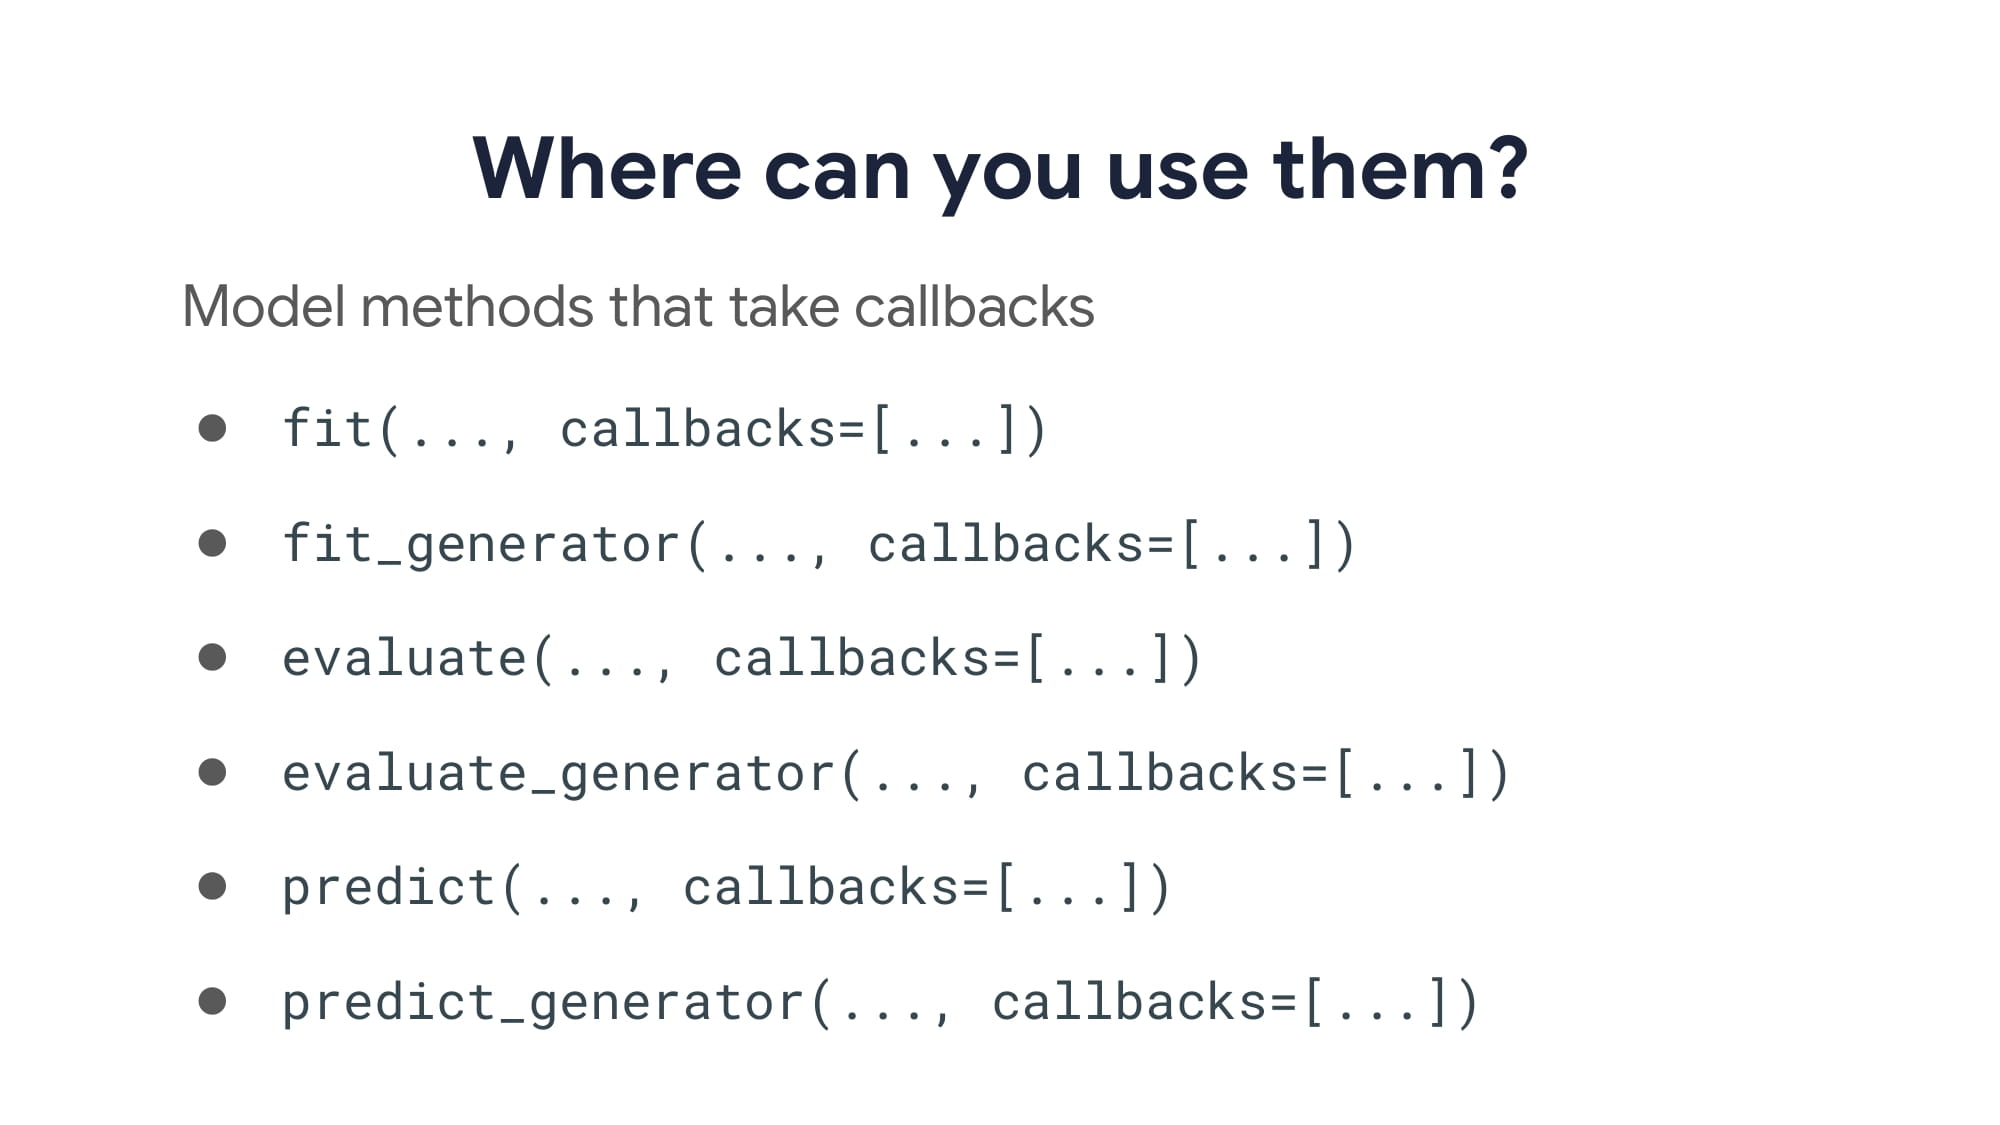 Where can you use them?
Model methods that take callbacks
● fit(..., callbacks=[...])
● fit_generator(..., callbacks=[...])
● evaluate(..., callbacks=[...])
● evaluate_generator(..., callbacks=[...])
● predict(..., callbacks=[...])
● predict_generator(..., callbacks=[...])